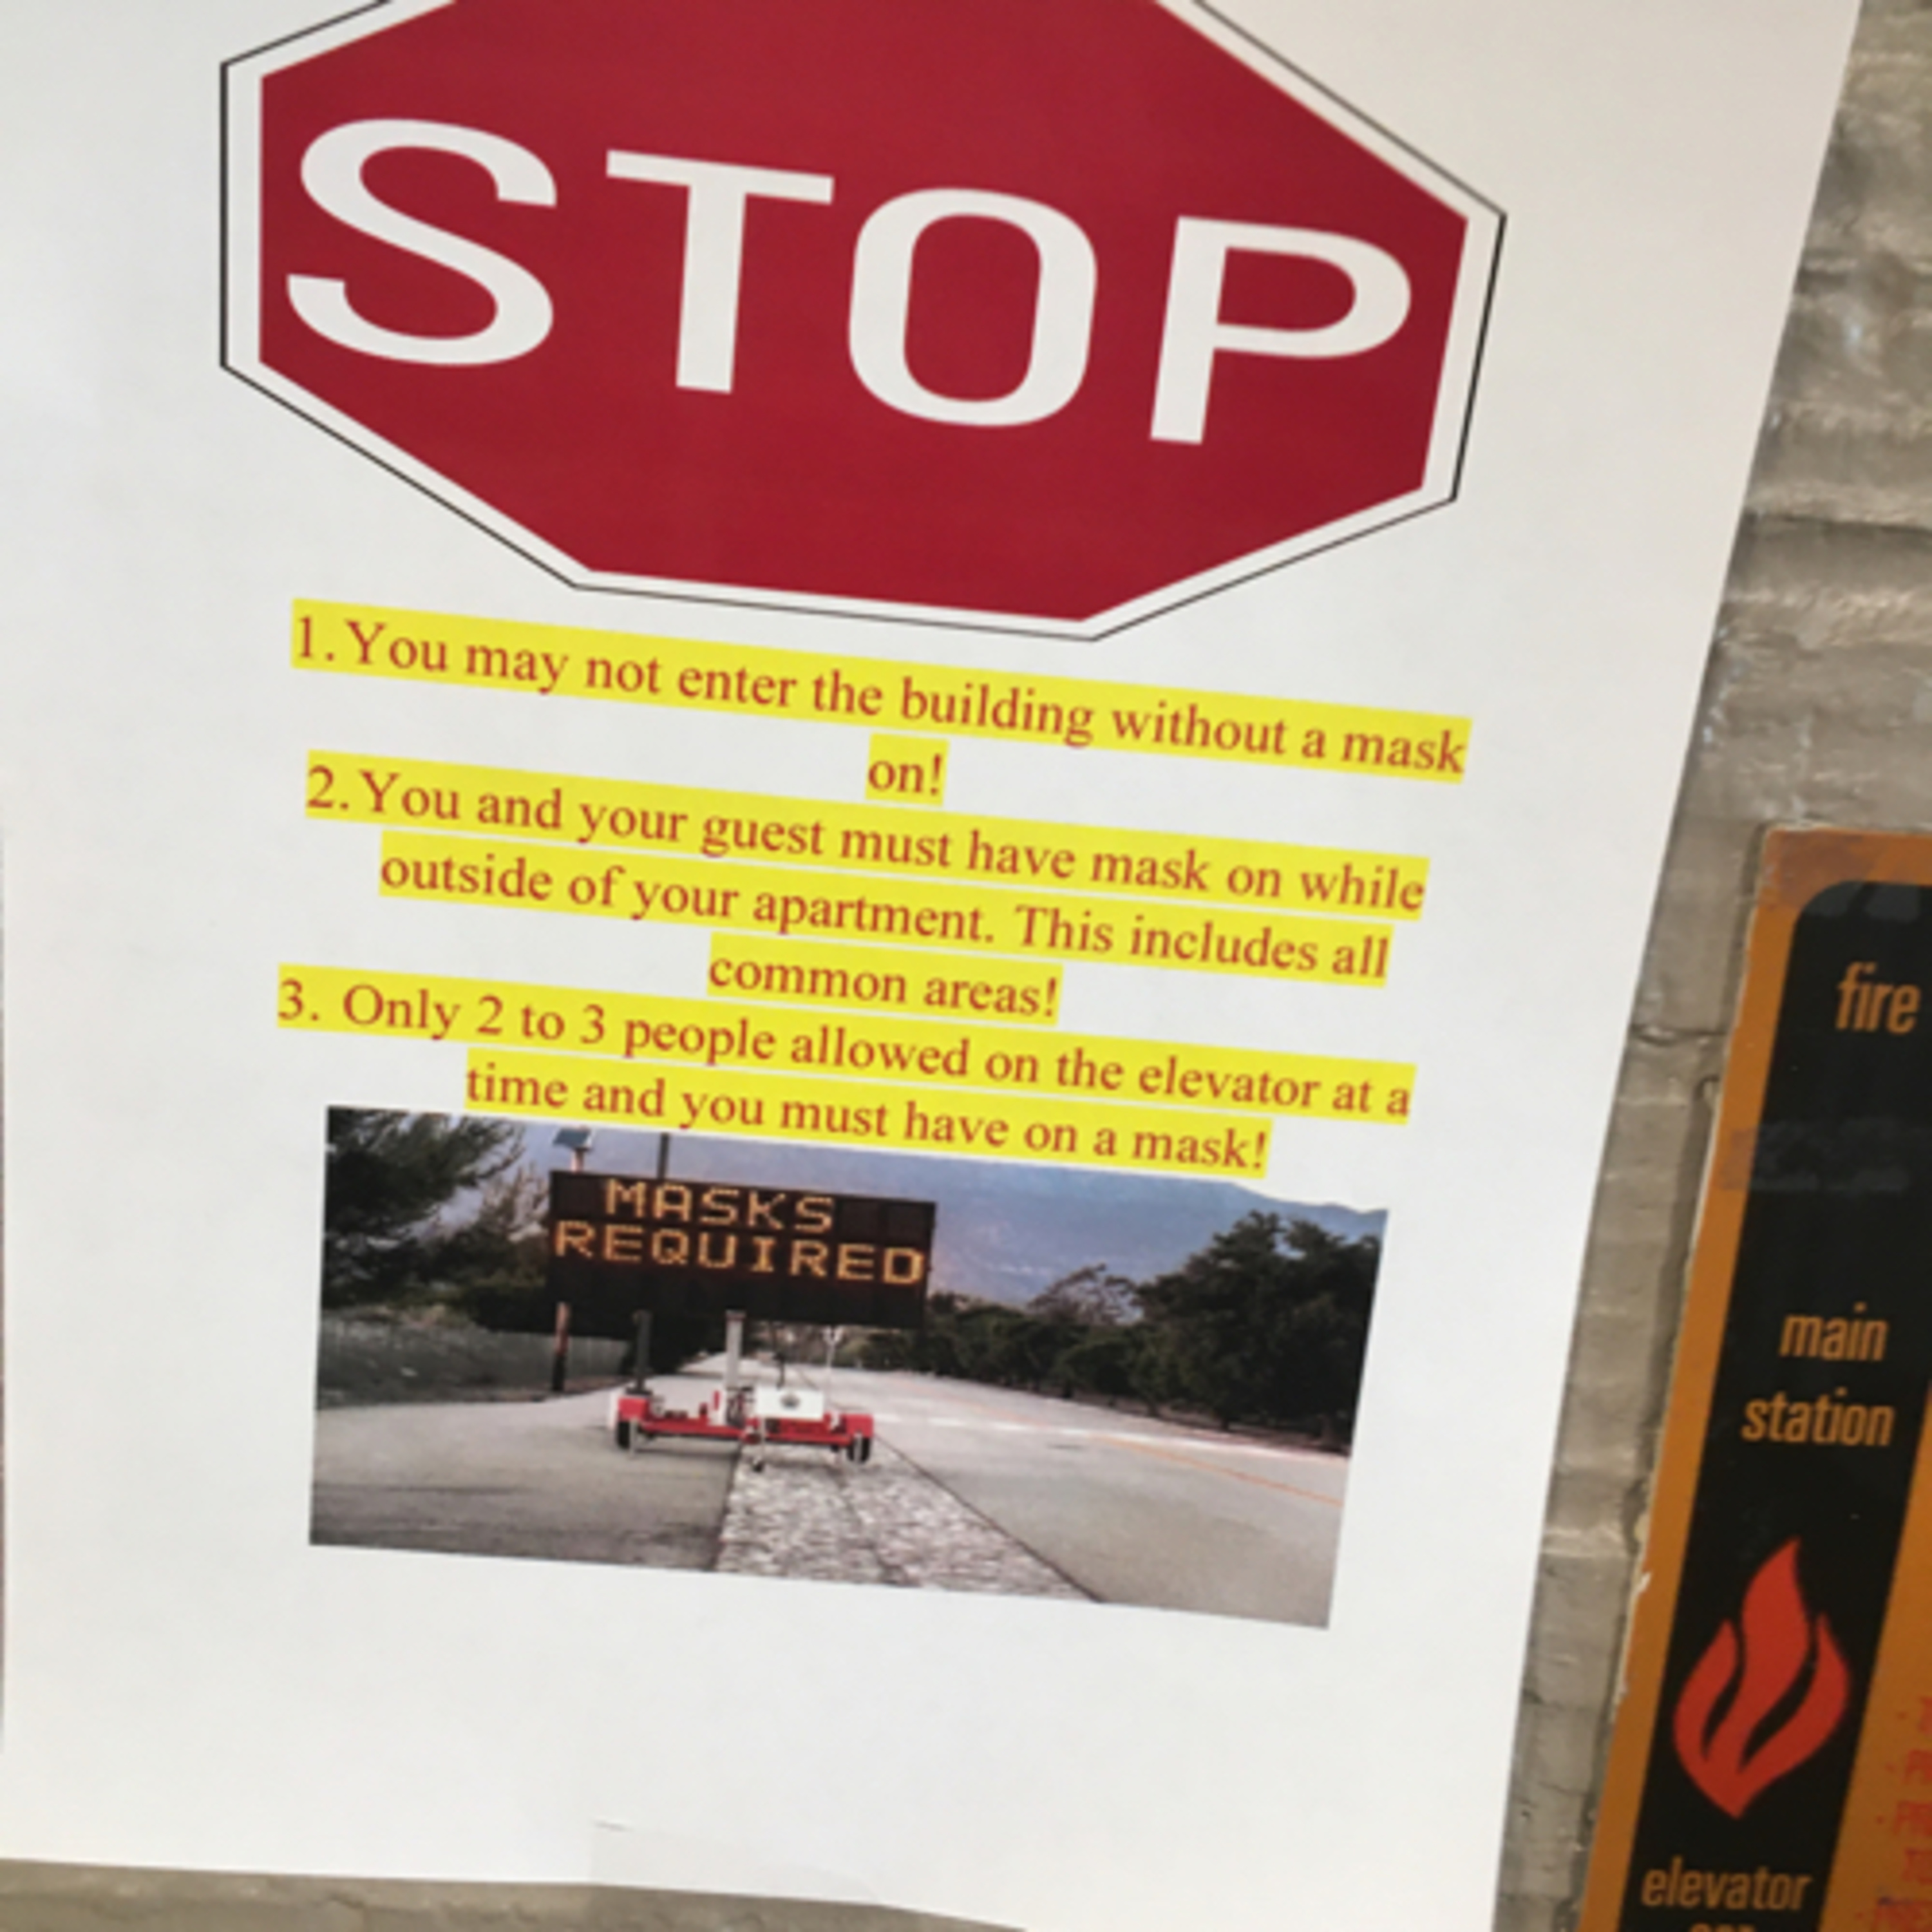 STOP
1. You may not enter the building without a mask
on!
2. You and your guest must have mask on while
outside of your apartment. This includes all
common areas!
3. Only 2 to 3 people allowed on the elevator at a
time and you must have on a mask!
MASKS
REQUIRED
fire
main
station
elevator